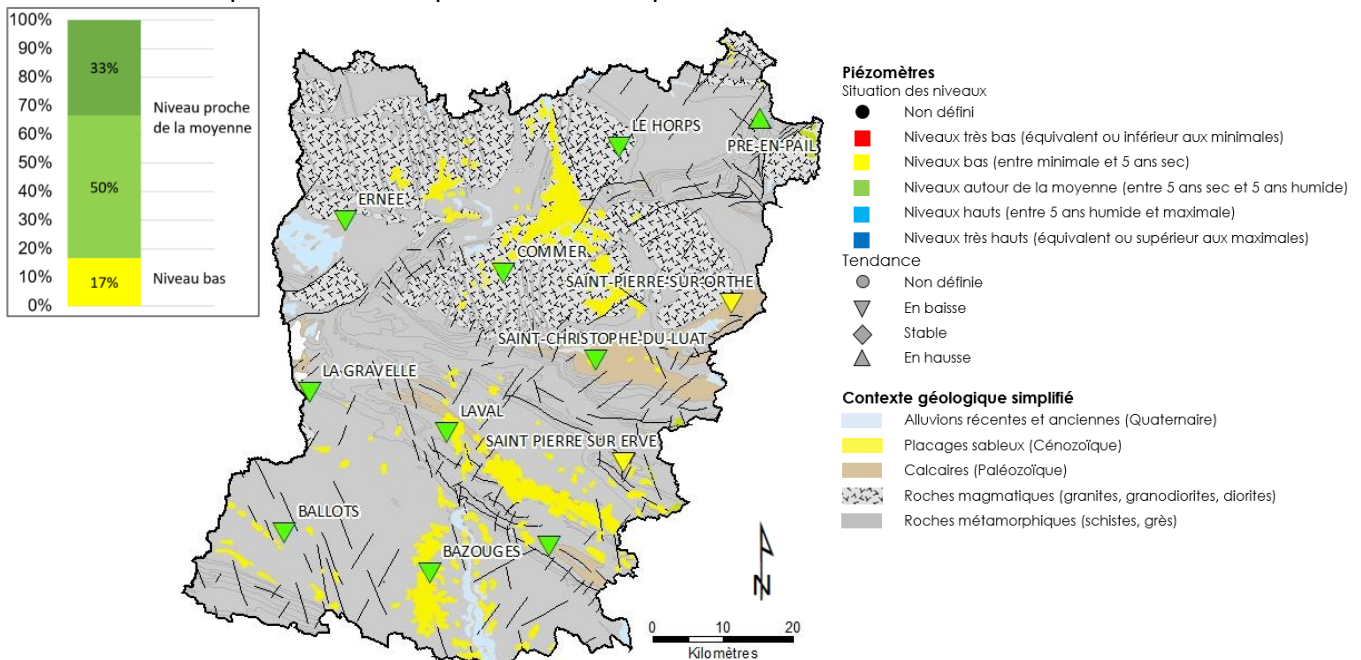 100%
90%
80%
70%
60%
50%
40%
30%
20%
10%
0%
33%
50%
17%
Niveau proche
de la moyenne
Niveau bas
LE HORPS
PRE-EN-PAIL
ERNEE
COMMER
SAINT-PIERRE-SUR-ORTHE
SAINT-CHRISTOPHE-DU-LUAT
LA GRAVELLE
LAVAL
SAINT PIERRE SUR ERVE
BALLOTS
BAZOUGES
N
0 10 20
Kilomètres
Piézomètres
Situation des niveaux
Non défini
Niveaux très bas (équivalent ou inférieur aux minimales)
Niveaux bas (entre minimale et 5 ans sec)
Niveaux autour de la moyenne (entre 5 ans sec et 5 ans humide)
Niveaux hauts (entre 5 ans humide et maximale)
Niveaux très hauts (équivalent ou supérieur aux maximales)
Tendance
Non définie
En baisse
Stable
En hausse
Contexte géologique simplifié
Alluvions récentes et anciennes (Quaternaire)
Placages sableux (Cénozoïque)
Calcaires (Paléozoïque)
Roches magmatiques (granites, granodiorites, diorites)
Roches métamorphiques (schistes, grès)